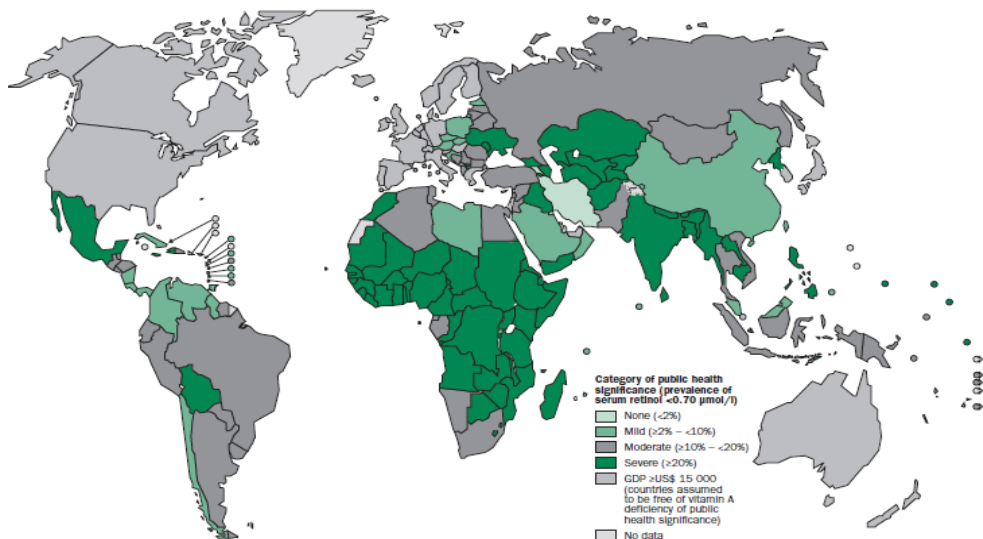 Category of public health
significance (prevalence of
serum retinol <0.70 µmol/l)
None (<2%)
Mild (≥2% – <10%)
Moderate (≥10% – <20%)
Severe (≥20%)
GDP ≥US$ 15 000
(countries assumed
to be free of vitamin A
deficiency of public
health significance)
No data